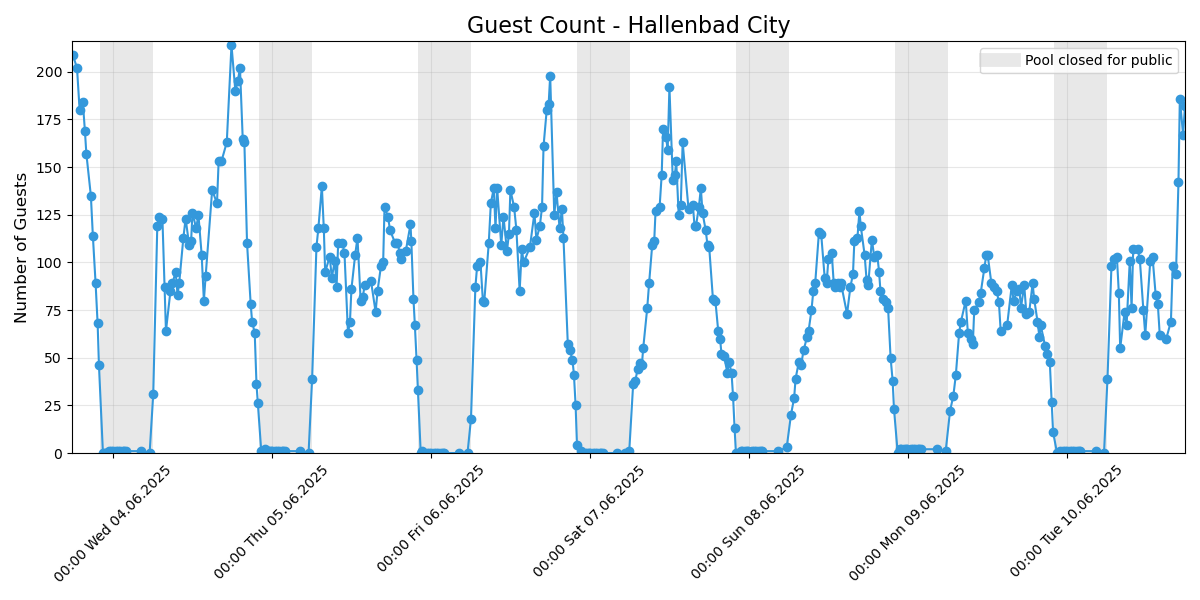 Guest Count - Hallenbad City
Pool closed for public
Number of Guests
200
175
150
125
100
75
50
25
0
00:00 Wed 04.06.2025
00:00 Thu 05.06.2025
00:00 Fri 06.06.2025
00:00 Sat 07.06.2025
00:00 Sun 08.06.2025
00:00 Mon 09.06.2025
00:00 Tue 10.06.2025